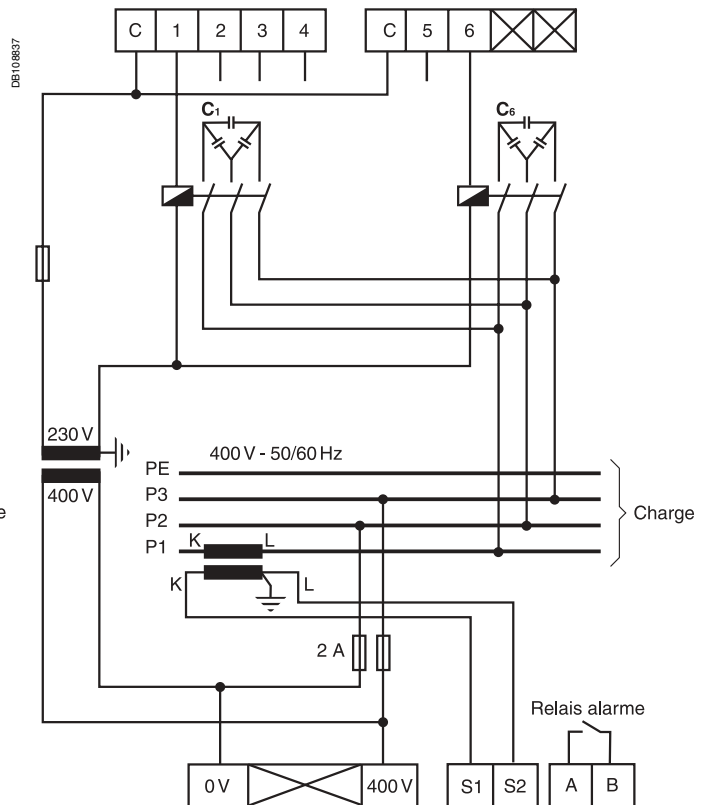 DB108837
C 1 2 3 4
C 5 6
C1 C6
230 V
400 V
400 V - 50/60 Hz
PE
P3
P2
P1
K L
K L
Charge
e
2 A
Relais alarme
0 V 400 V
S1 S2
A B